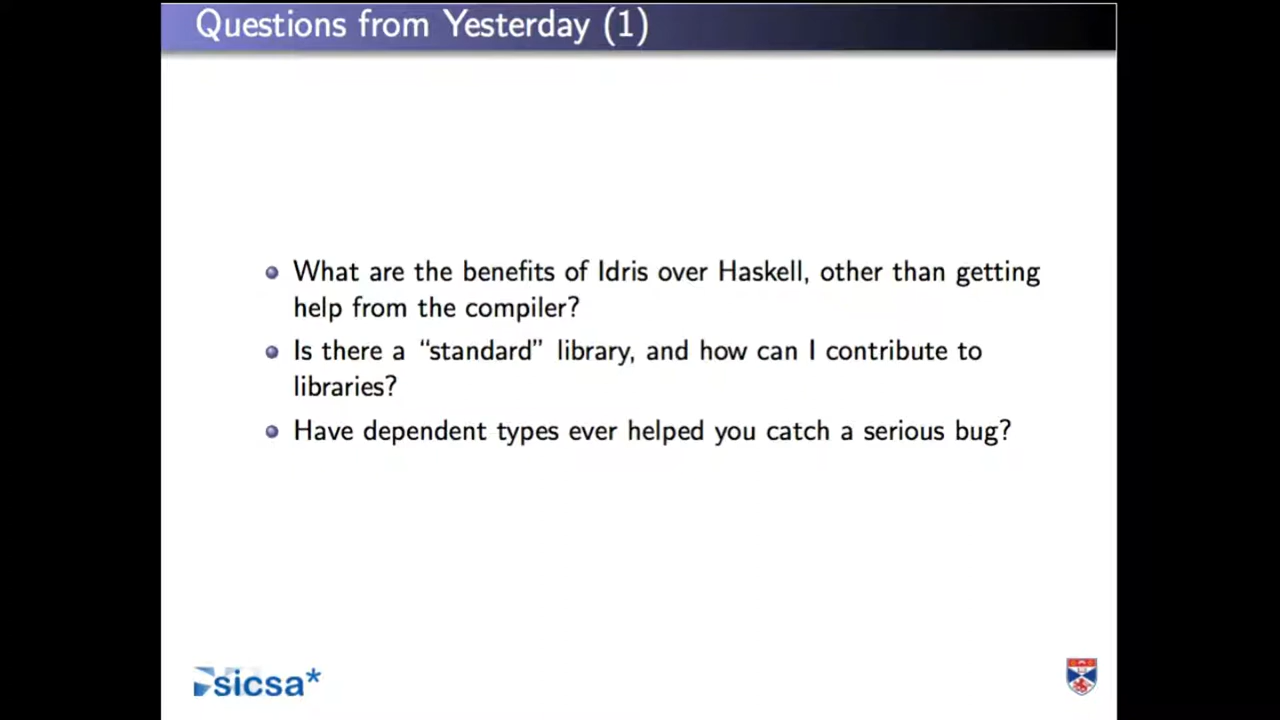 Questions from Yesterday (1)
What are the benefits of Idris over Haskell, other than getting
help from the compiler?
Is there a “standard” library, and how can I contribute to
libraries?
Have dependent types ever helped you catch a serious bug?
sicsa*